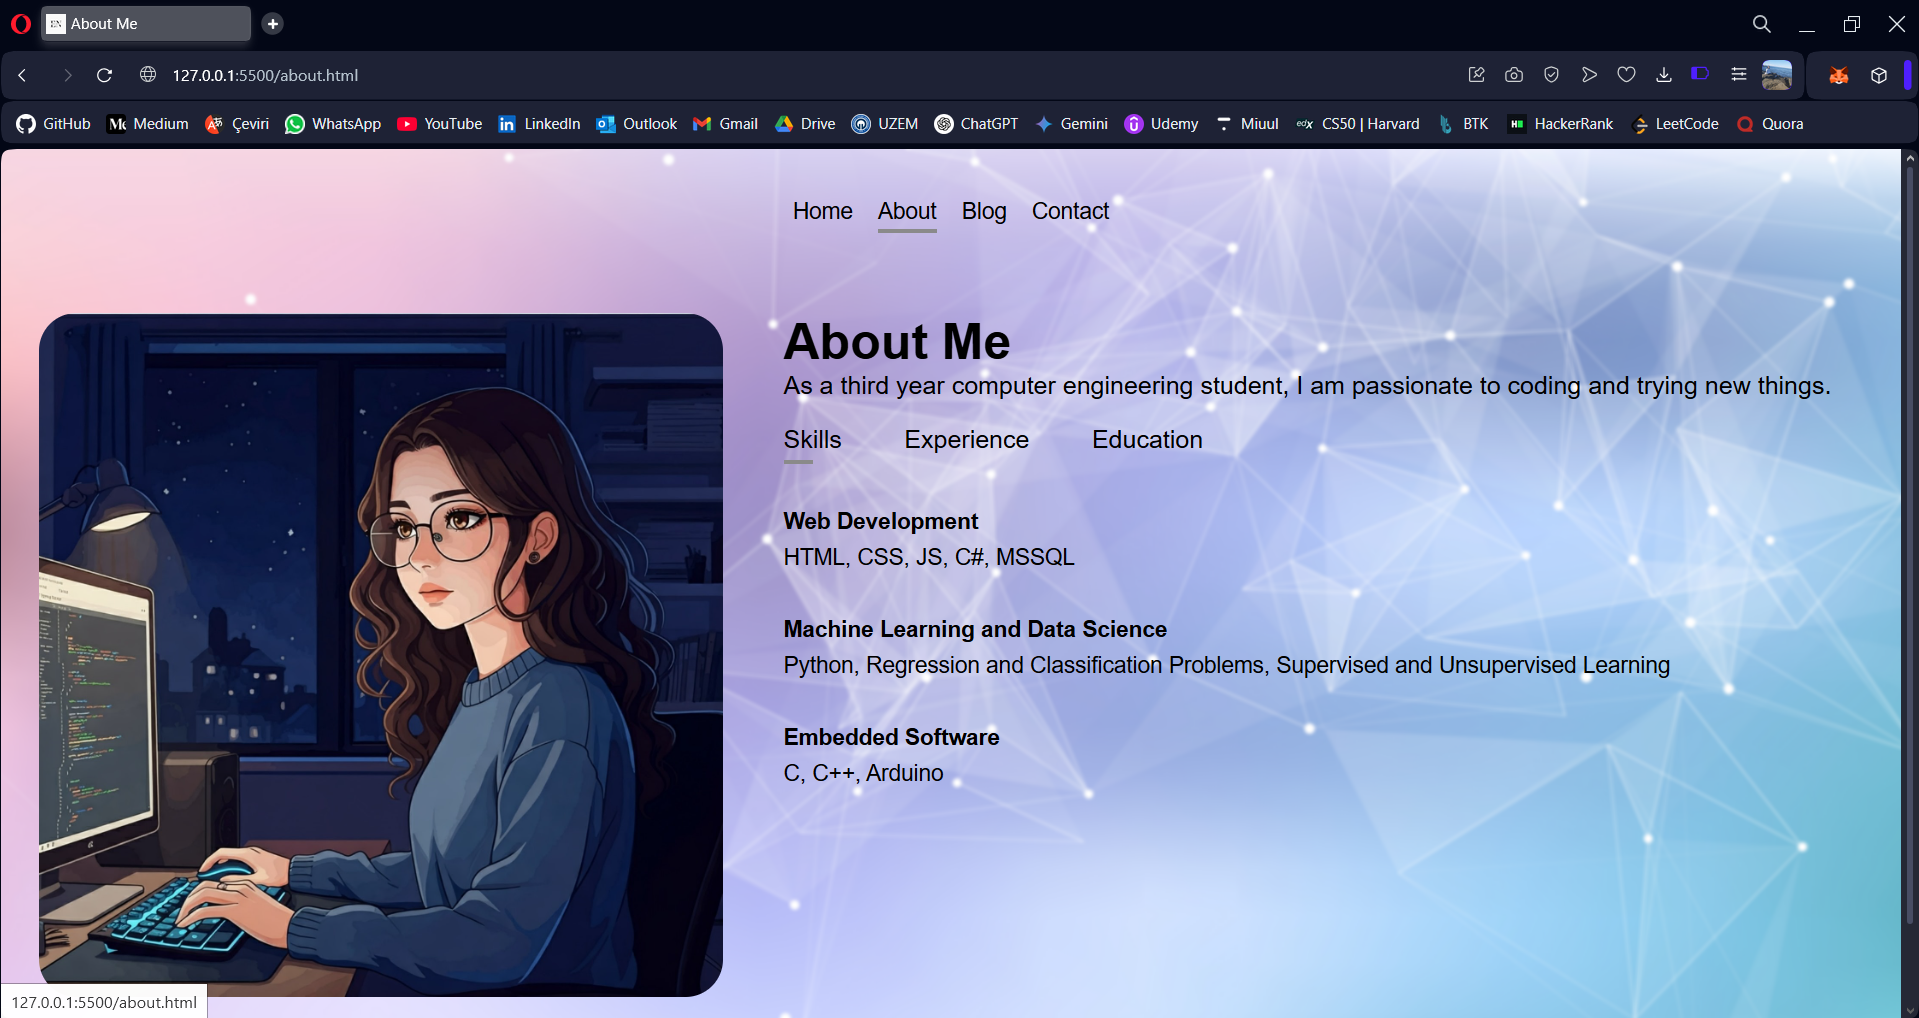 About Me
127.0.0.1:5500/about.html
GitHub Medium Çeviri WhatsApp YouTube LinkedIn Outlook Gmail Drive UZEM ChatGPT Gemini Udemy Miuul CS50 | Harvard BTK HackerRank LeetCode Quora
Home About Blog Contact
About Me
As a third year computer engineering student, I am passionate to coding and trying new things.
Skills Experience Education
Web Development
HTML, CSS, JS, C#, MSSQL
Machine Learning and Data Science
Python, Regression and Classification Problems, Supervised and Unsupervised Learning
Embedded Software
C, C++, Arduino
127.0.0.1:5500/about.html